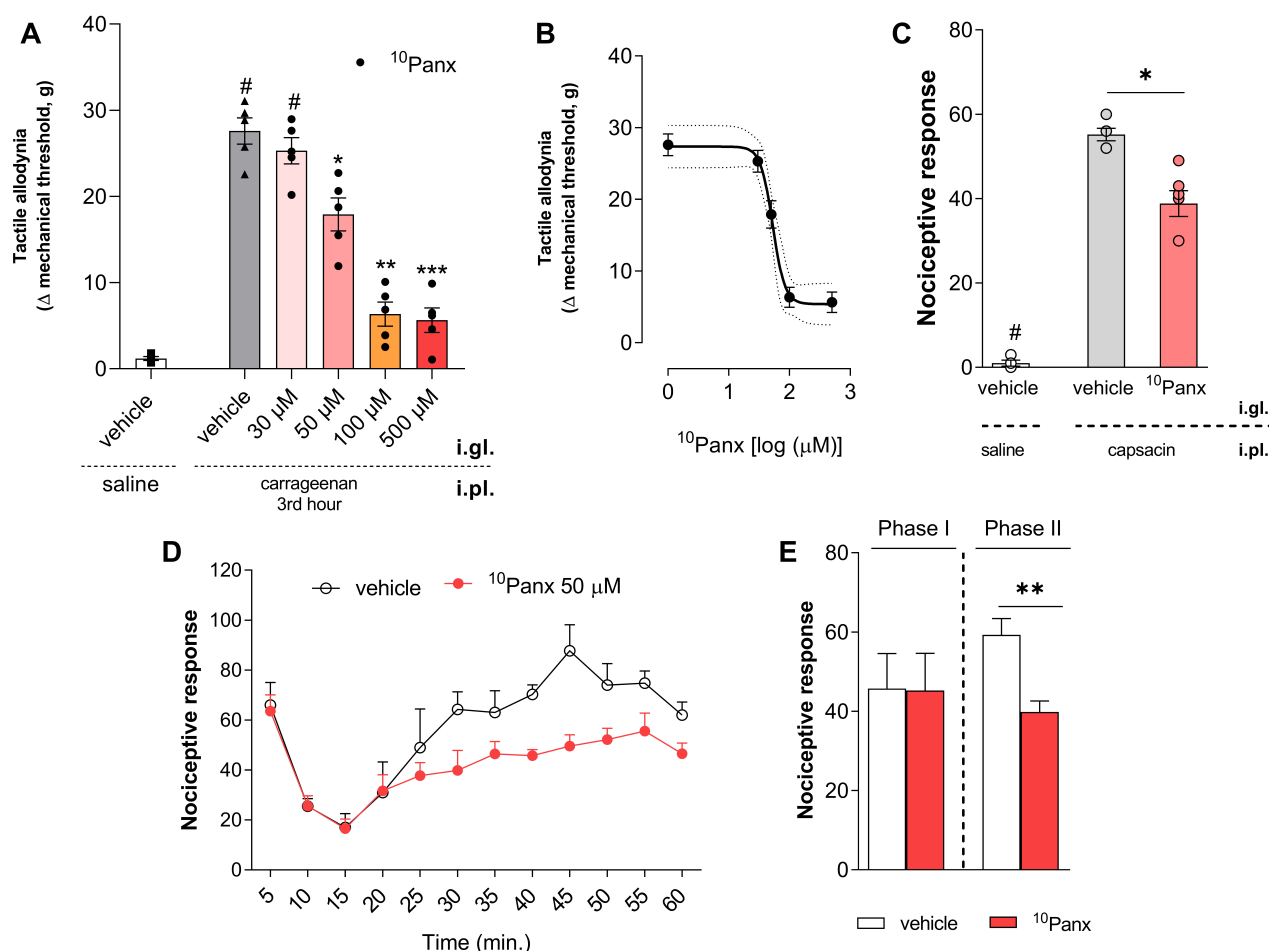 A
Tactile allodynia
(Δ mechanical threshold, g)
40
30
20
10
0
#
#
*
**
***
¹⁰Panx
vehicle
vehicle
30 µM
50 µM
100 µM
500 µM
i.gl.
saline
carrageenan
3rd hour
i.pl.
B
Tactile allodynia
(Δ mechanical threshold, g)
40
30
20
10
0
0
1
2
3
¹⁰Panx [log (µM)]
C
Nociceptive response
80
60
40
20
0
#
*
vehicle
vehicle
¹⁰Panx
i.gl.
saline
capsacin
i.pl.
D
Nociceptive response
120
100
80
60
40
20
0
vehicle
¹⁰Panx 50 µM
5
10
15
20
25
30
35
40
45
50
55
60
Time (min.)
E
Phase I
Phase II
Nociceptive response
80
60
40
20
0
**
vehicle
¹⁰Panx